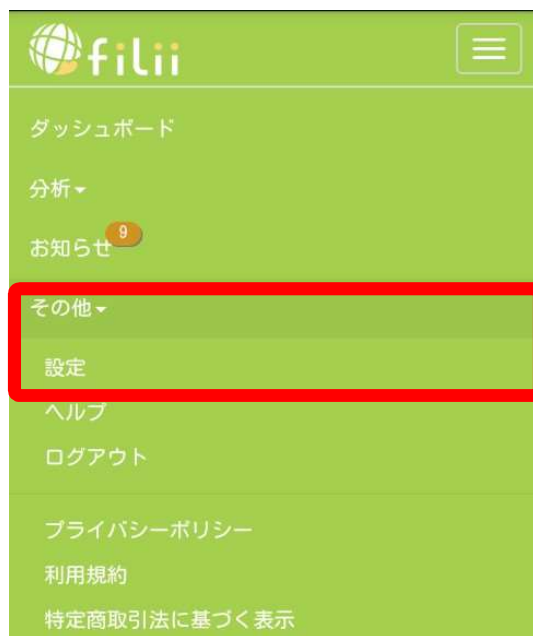 filii
ダッシュボード
分析▾
お知らせ 9
その他▾
設定
ヘルプ
ログアウト
プライバシーポリシー
利用規約
特定商取引法に基づく表示